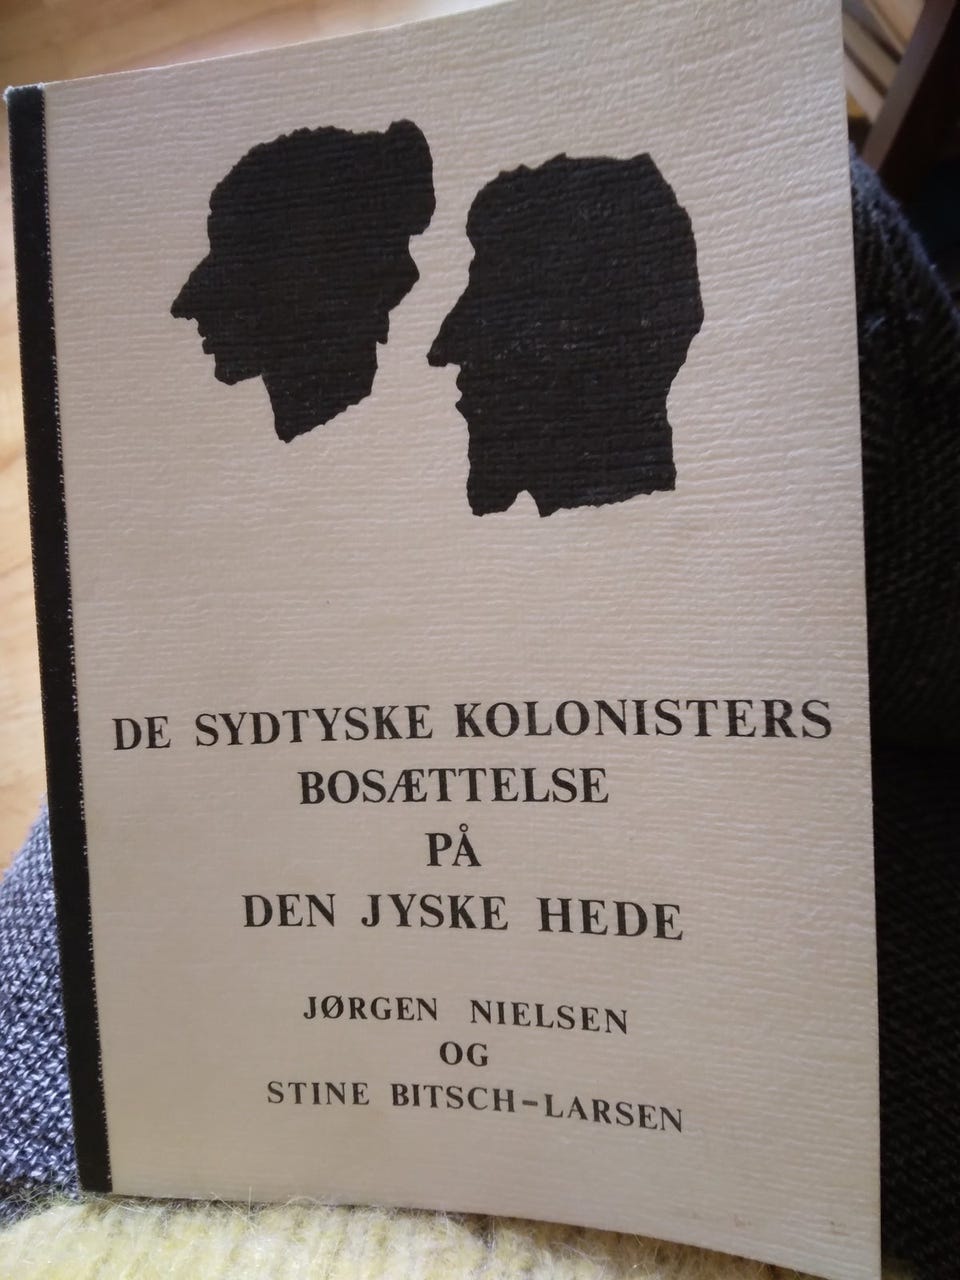 DE SYDTYSKE KOLONISTERS
BOSÆTTELSE
PÅ
DEN JYSKE HEDE
JØRGEN NIELSEN
OG
STINE BITSCH-LARSEN